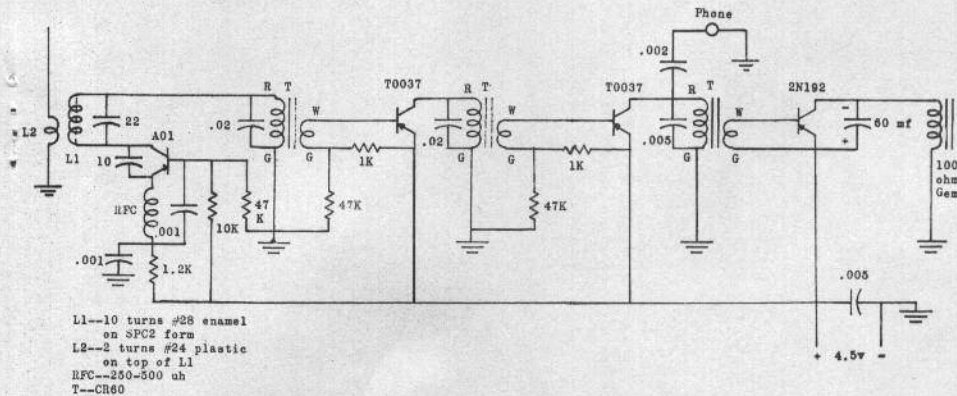 Phone
.002
R T
T0037
R T
T0037
R T
2N192
W
W
W
-
L2
22
.02
.02
.005
60 mf
A01
+
L1
10
G
1K
G
G
1K
G
G
G
100
ohm
Gem
RFC
.001
10K
47
K
47K
47K
.001
1.2K
.005
L1--10 turns #28 enamel
on SPC2 form
L2--2 turns #24 plastic
on top of L1
RFC--250-500 uh
T--CR60
+ 4.5v -